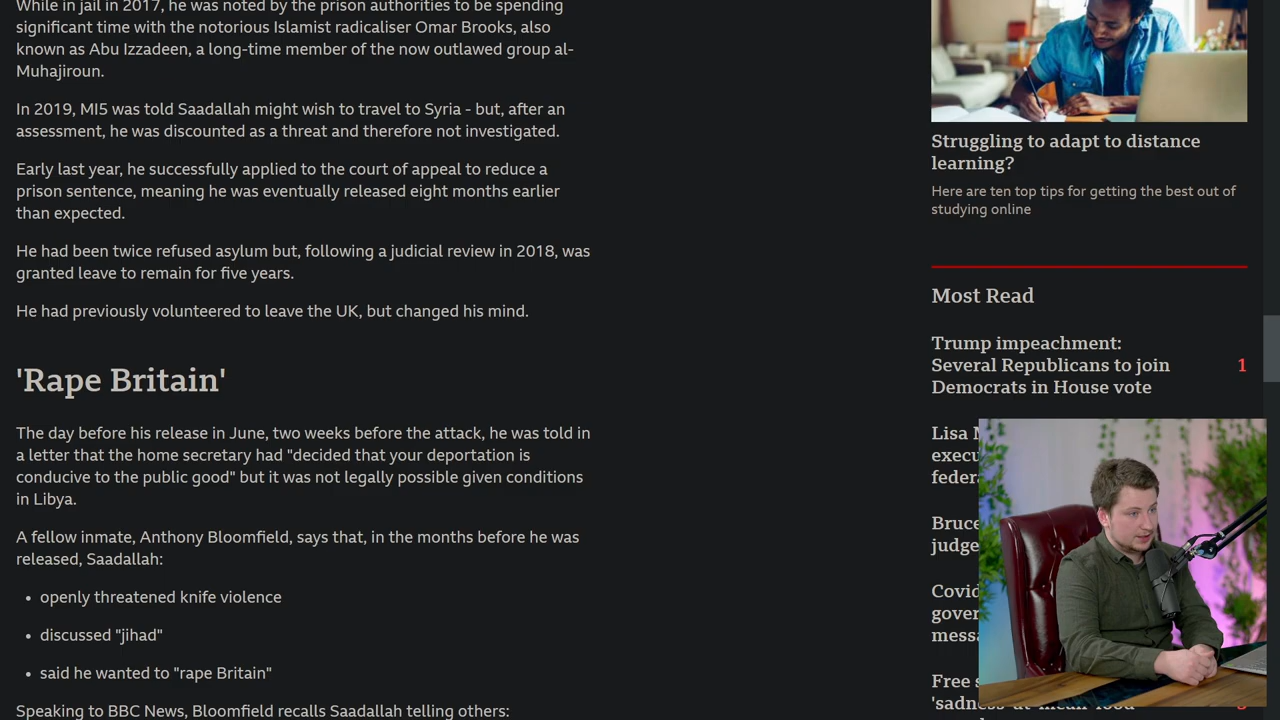 While in jail in 2017, he was noted by the prison authorities to be spending
significant time with the notorious Islamist radicaliser Omar Brooks, also
known as Abu Izzadeen, a long-time member of the now outlawed group al-
Muhajiroun.
In 2019, MI5 was told Saadallah might wish to travel to Syria - but, after an
assessment, he was discounted as a threat and therefore not investigated.
Early last year, he successfully applied to the court of appeal to reduce a
prison sentence, meaning he was eventually released eight months earlier
than expected.
He had been twice refused asylum but, following a judicial review in 2018, was
granted leave to remain for five years.
He had previously volunteered to leave the UK, but changed his mind.
'Rape Britain'
The day before his release in June, two weeks before the attack, he was told in
a letter that the home secretary had "decided that your deportation is
conducive to the public good" but it was not legally possible given conditions
in Libya.
A fellow inmate, Anthony Bloomfield, says that, in the months before he was
released, Saadallah:
• openly threatened knife violence
• discussed "jihad"
• said he wanted to "rape Britain"
Speaking to BBC News, Bloomfield recalls Saadallah telling others:
Struggling to adapt to distance
learning?
Here are ten top tips for getting the best out of
studying online
Most Read
Trump impeachment:
Several Republicans to join
Democrats in House vote
1
Lisa
execu
federa
Bruce
judge
Covid
gover
messa
Free
'sadness